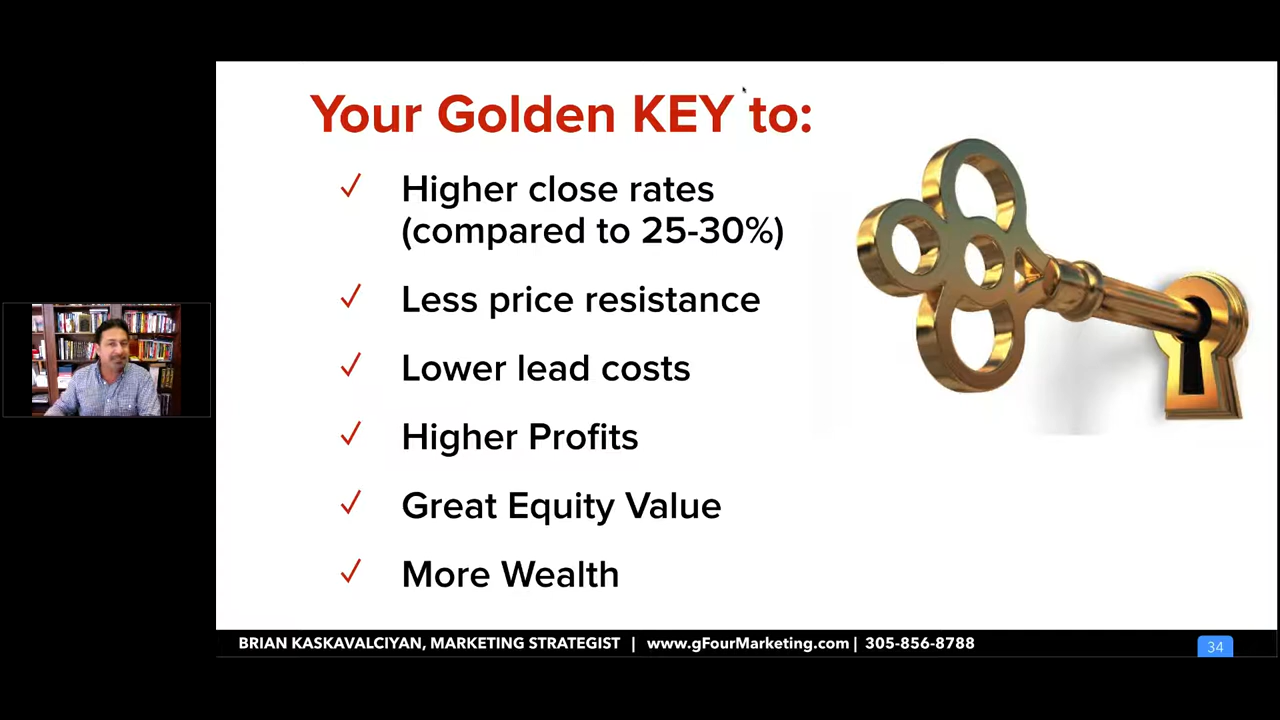 Your Golden KEY to:
✓ Higher close rates
(compared to 25-30%)
✓ Less price resistance
✓ Lower lead costs
✓ Higher Profits
✓ Great Equity Value
✓ More Wealth
BRIAN KASKAVALCIYAN, MARKETING STRATEGIST | www.gFourMarketing.com | 305-856-8788
34